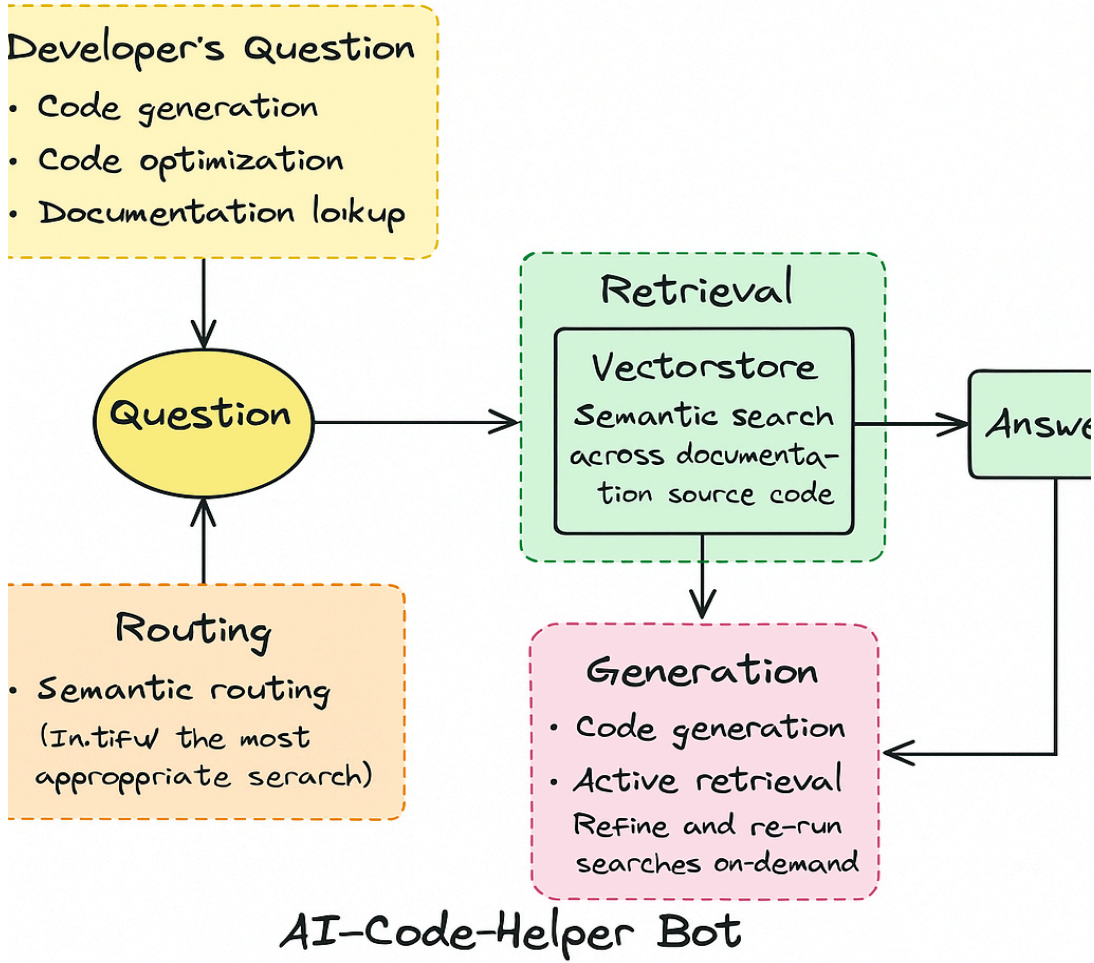 Developer's Question
• Code generation
• Code optimization
• Documentation loikup
Question
Routing
• Semantic routing
(In.tifw the most
approppriate serarch)
Retrieval
Vectorstore
Semantic search
across documenta-
tion source code
Answe
Generation
• Code generation
• Active retrieval
Refine and re-run
searches on-demand
AI-Code-Helper Bot